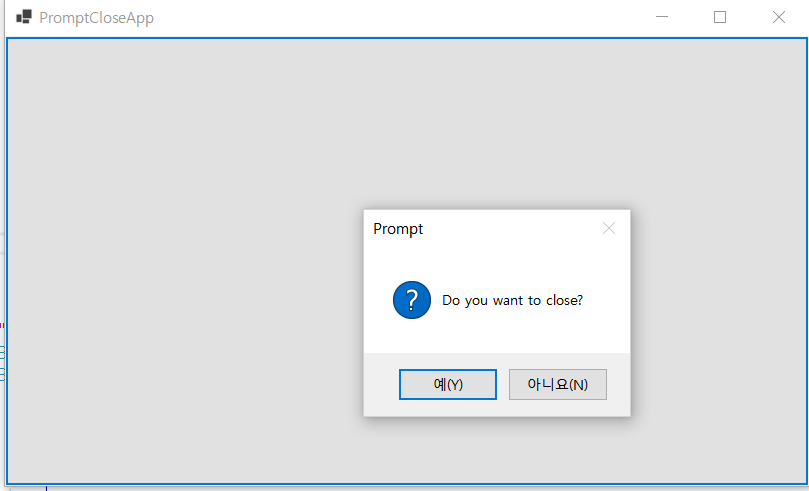 PromptCloseApp
Prompt
Do you want to close?
예(Y)
아니요(N)